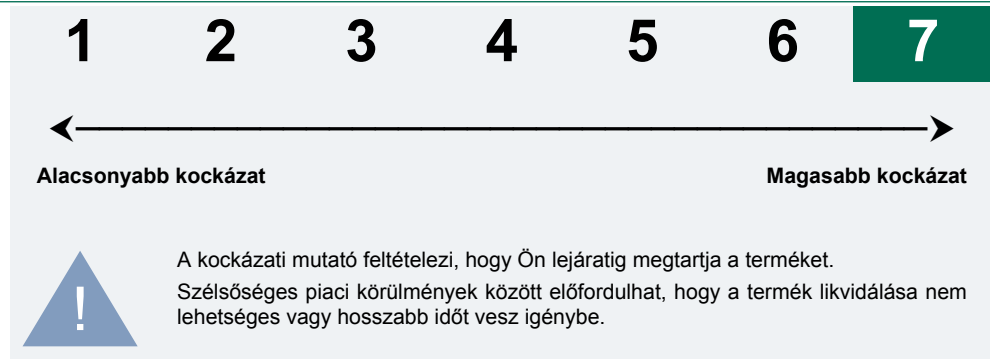 1 2 3 4 5 6 7
Alacsonyabb kockázat Magasabb kockázat
A kockázati mutató feltételezi, hogy Ön lejáratig megtartja a terméket.
Szélsőséges piaci körülmények között előfordulhat, hogy a termék likvidálása nem
lehetséges vagy hosszabb időt vesz igénybe.
!